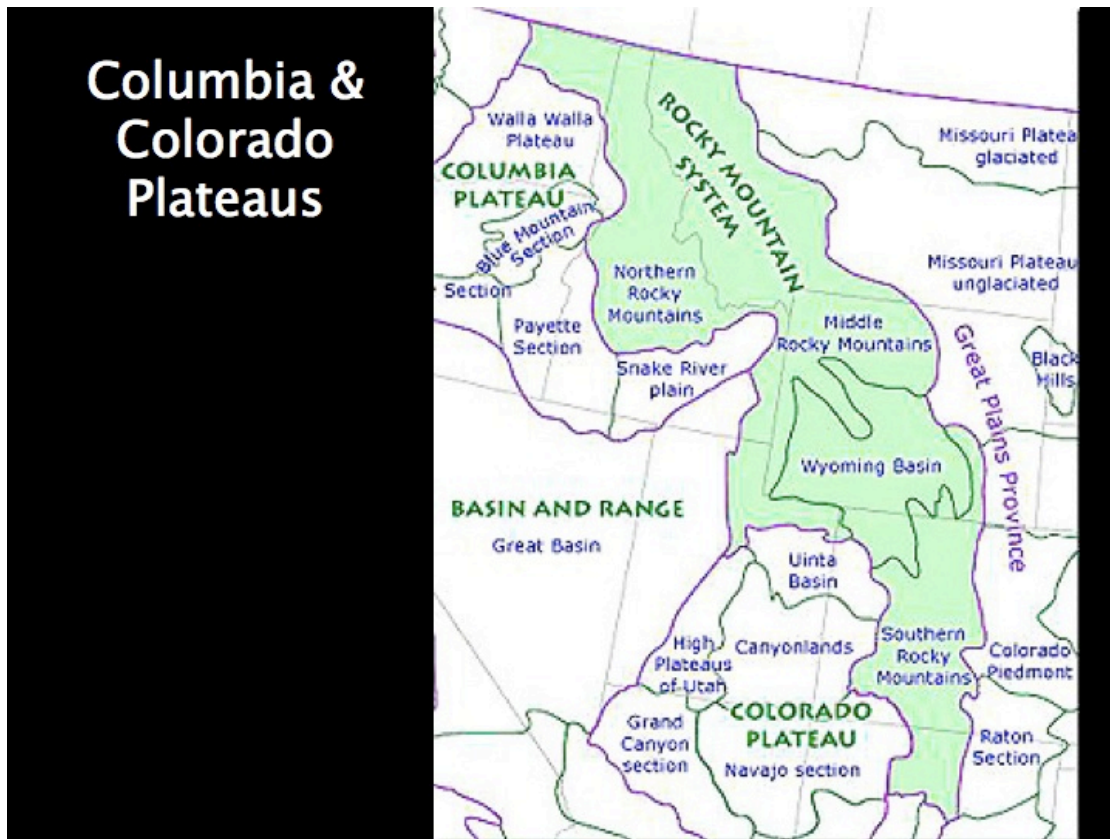 Columbia &
Colorado
Plateaus
Walla Walla
Plateau
COLUMBIA
PLATEAU
Blue Mountain
Section
Section
Payette
Section
Snake River
plain
ROCKY MOUNTAIN
SYSTEM
Northern
Rocky
Mountains
Middle
Rocky Mountains
Missouri Platea
glaciated
Missouri Plateau
unglaciated
Black
Hills
Great Plains Province
Wyoming Basin
BASIN AND RANGE
Great Basin
Uinta
Basin
High
Plateaus
of Utah
Canyonlands
Southern
Rocky
Mountains
Colorado
Piedmont
COLORADO
PLATEAU
Grand
Canyon
section
Navajo section
Raton
Section